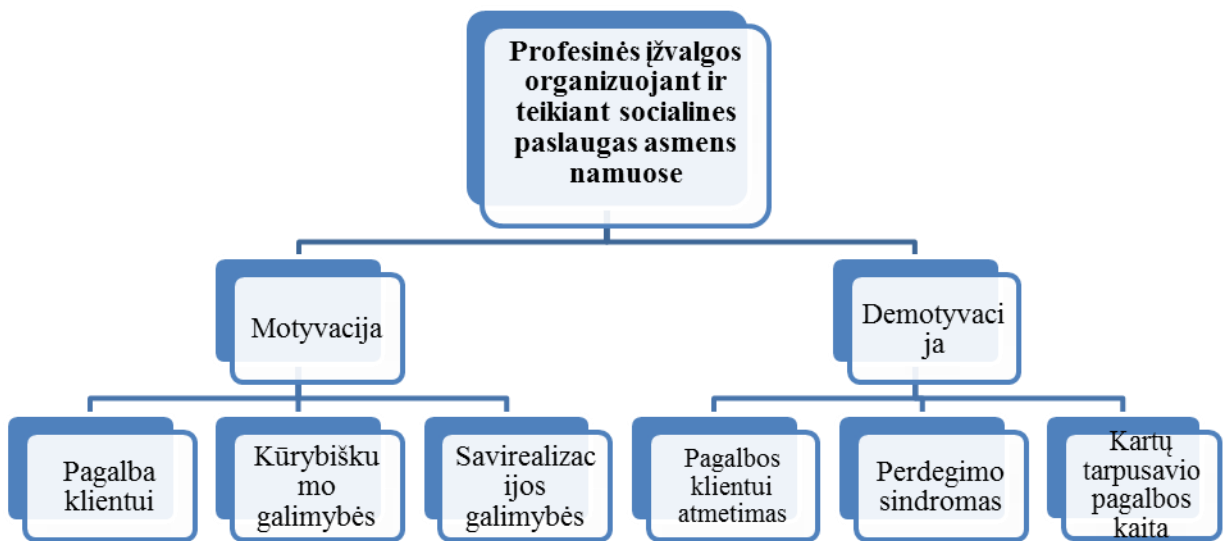 Profesinės įžvalgos
organizuojant ir
teikiant socialines
paslaugas asmens
namuose
Motyvacija
Demotyvaci
ja
Pagalba
klientui
Kūrybišku
mo
galimybės
Savirealizac
ijos
galimybės
Pagalbos
klientui
atmetimas
Perdegimo
sindromas
Kartų
tarpusavio
pagalbos
kaita